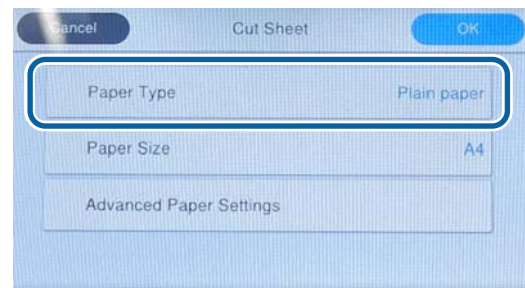 Cancel Cut Sheet OK
Paper Type Plain paper
Paper Size A4
Advanced Paper Settings